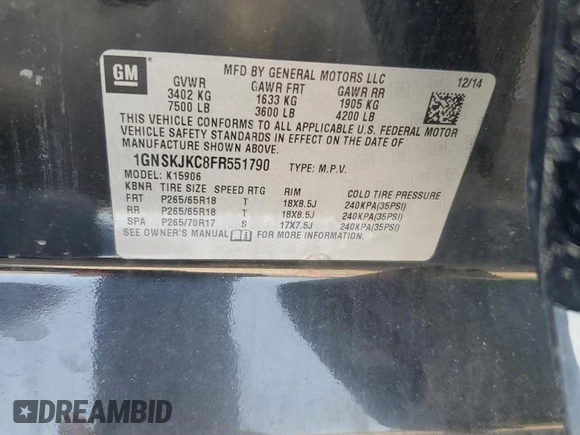 GM
MFD BY GENERAL MOTORS LLC
12/14
GVWR GAWR FRT GAWR RR
3402 KG 1633 KG 1905 KG
7500 LB 3600 LB 4200 LB
THIS VEHICLE CONFORMS TO ALL APPLICABLE U.S. FEDERAL MOTOR
VEHICLE SAFETY STANDARDS IN EFFECT ON THE DATE OF
MANUFACTURE SHOWN ABOVE.
1GNSKJKC8FR551790 TYPE: M.P.V.
MODEL: K15906
KBNR TIRE SIZE SPEED RTG RIM COLD TIRE PRESSURE
FRT P265/65R18 T 18X8.5J 240KPA(35PSI)
RR P265/65R18 T 18X8.5J 240KPA(35PSI)
SPA P265/70R17 S 17X7.5J 240KPA(35PSI)
SEE OWNER'S MANUAL FOR MORE INFORMATION.
DREAMBID